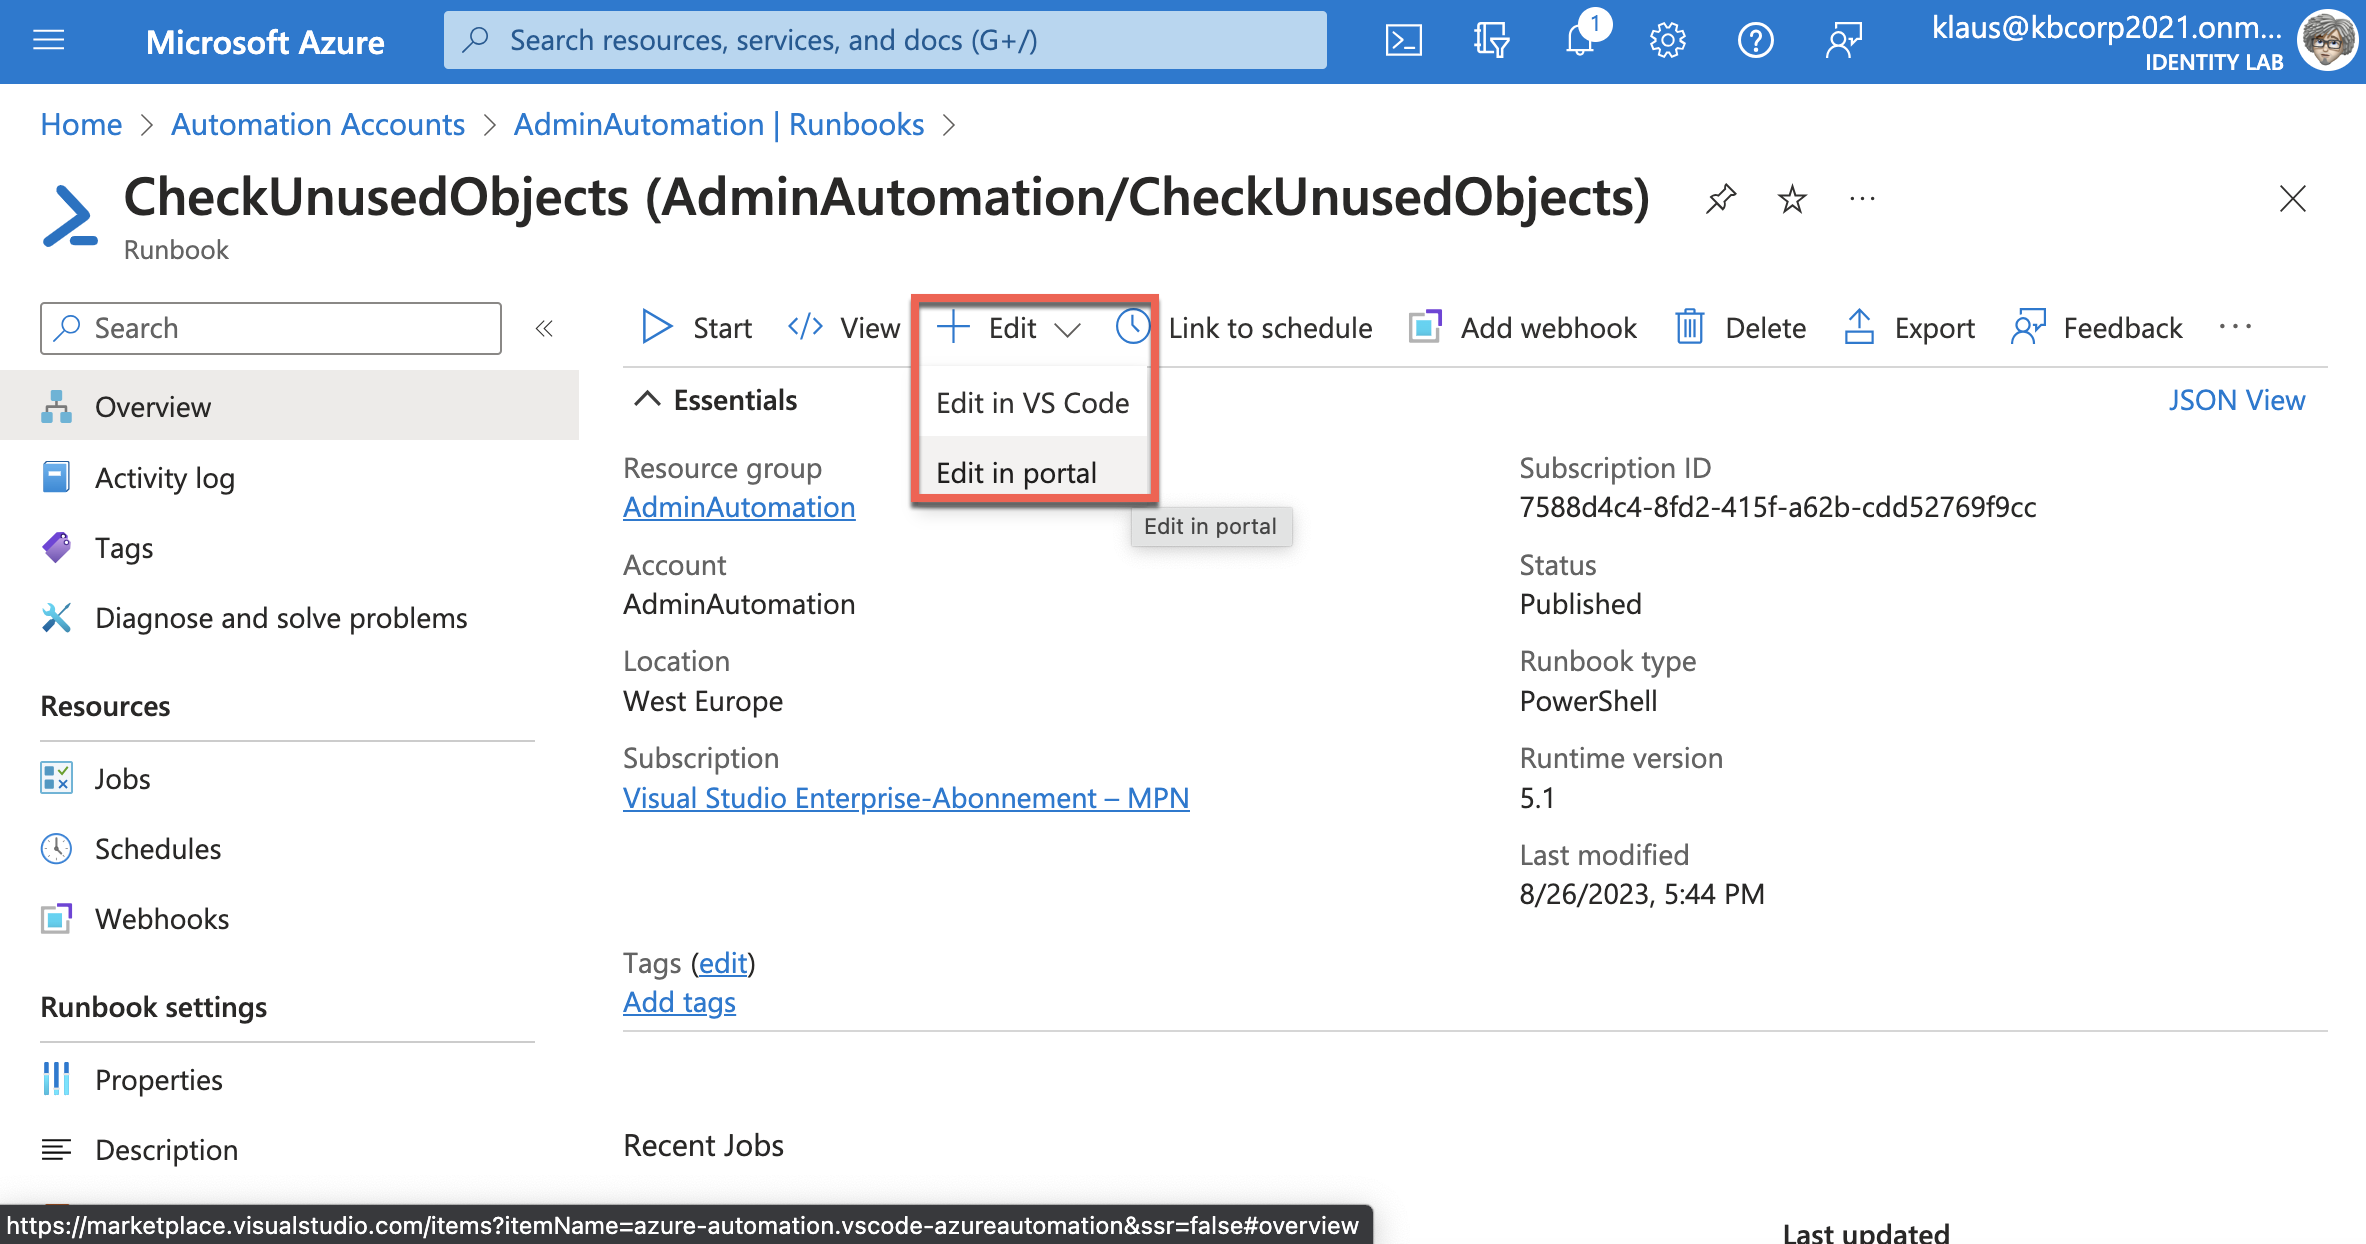 Microsoft Azure
Search resources, services, and docs (G+/)
1
klaus@kbcorp2021.onm...
IDENTITY LAB
Home > Automation Accounts > AdminAutomation | Runbooks >
CheckUnusedObjects (AdminAutomation/CheckUnusedObjects)
...
Runbook
Search
«
Start
View
Edit
Link to schedule
Add webhook
Delete
Export
Feedback
...
Edit in VS Code
Edit in portal
Edit in portal
Overview
Activity log
Tags
Diagnose and solve problems
Resources
Jobs
Schedules
Webhooks
Runbook settings
Properties
Description
Essentials
JSON View
Resource group
AdminAutomation
Account
AdminAutomation
Location
West Europe
Subscription
Visual Studio Enterprise-Abonnement – MPN
Subscription ID
7588d4c4-8fd2-415f-a62b-cdd52769f9cc
Status
Published
Runbook type
PowerShell
Runtime version
5.1
Last modified
8/26/2023, 5:44 PM
Tags (edit)
Add tags
Recent Jobs
Last updated
https://marketplace.visualstudio.com/items?itemName=azure-automation.vscode-azureautomation&ssr=false#overview